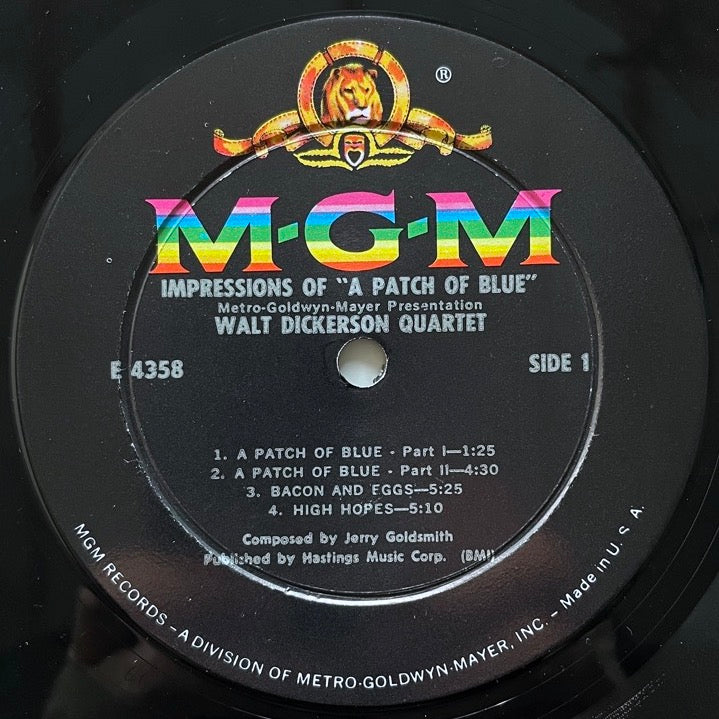 ®
M-G-M
IMPRESSIONS OF "A PATCH OF BLUE"
Metro-Goldwyn-Mayer Presentation
WALT DICKERSON QUARTET
E 4358
SIDE 1
1. A PATCH OF BLUE - Part I—1:25
2. A PATCH OF BLUE - Part II—4:30
3. BACON AND EGGS—5:25
4. HIGH HOPES—5:10
Composed by Jerry Goldsmith
Published by Hastings Music Corp. (BMI)
MGM RECORDS – A DIVISION OF METRO-GOLDWYN-MAYER, INC. – Made in U. S. A.